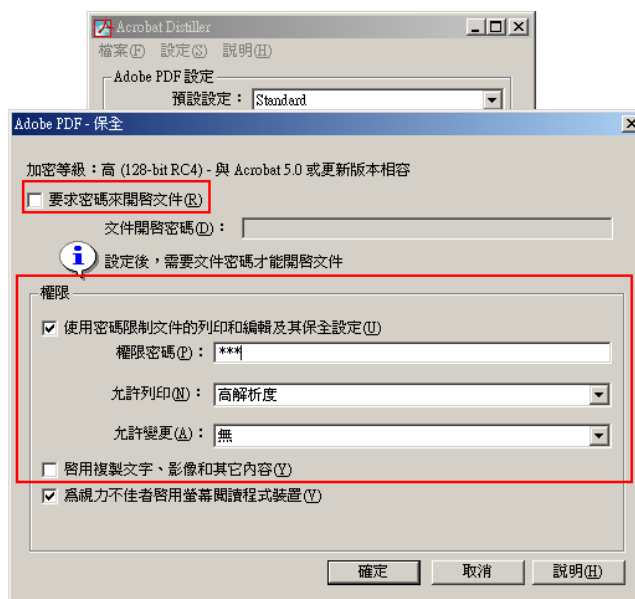 Acrobat Distiller
檔案(F) 設定(S) 說明(H)
Adobe PDF 設定
預設設定： Standard
Adobe PDF - 保全
加密等級：高 (128-bit RC4) - 與 Acrobat 5.0 或更新版本相容
要求密碼來開啓文件(R)
文件開啓密碼(D)：
設定後，需要文件密碼才能開啓文件
權限
使用密碼限制文件的列印和編輯及其保全設定(U)
權限密碼(P)： ***
允許列印(N)： 高解析度
允許變更(A)： 無
啓用複製文字、影像和其它內容(Y)
爲視力不佳者啓用螢幕閱讀程式裝置(V)
確定 取消 說明(H)